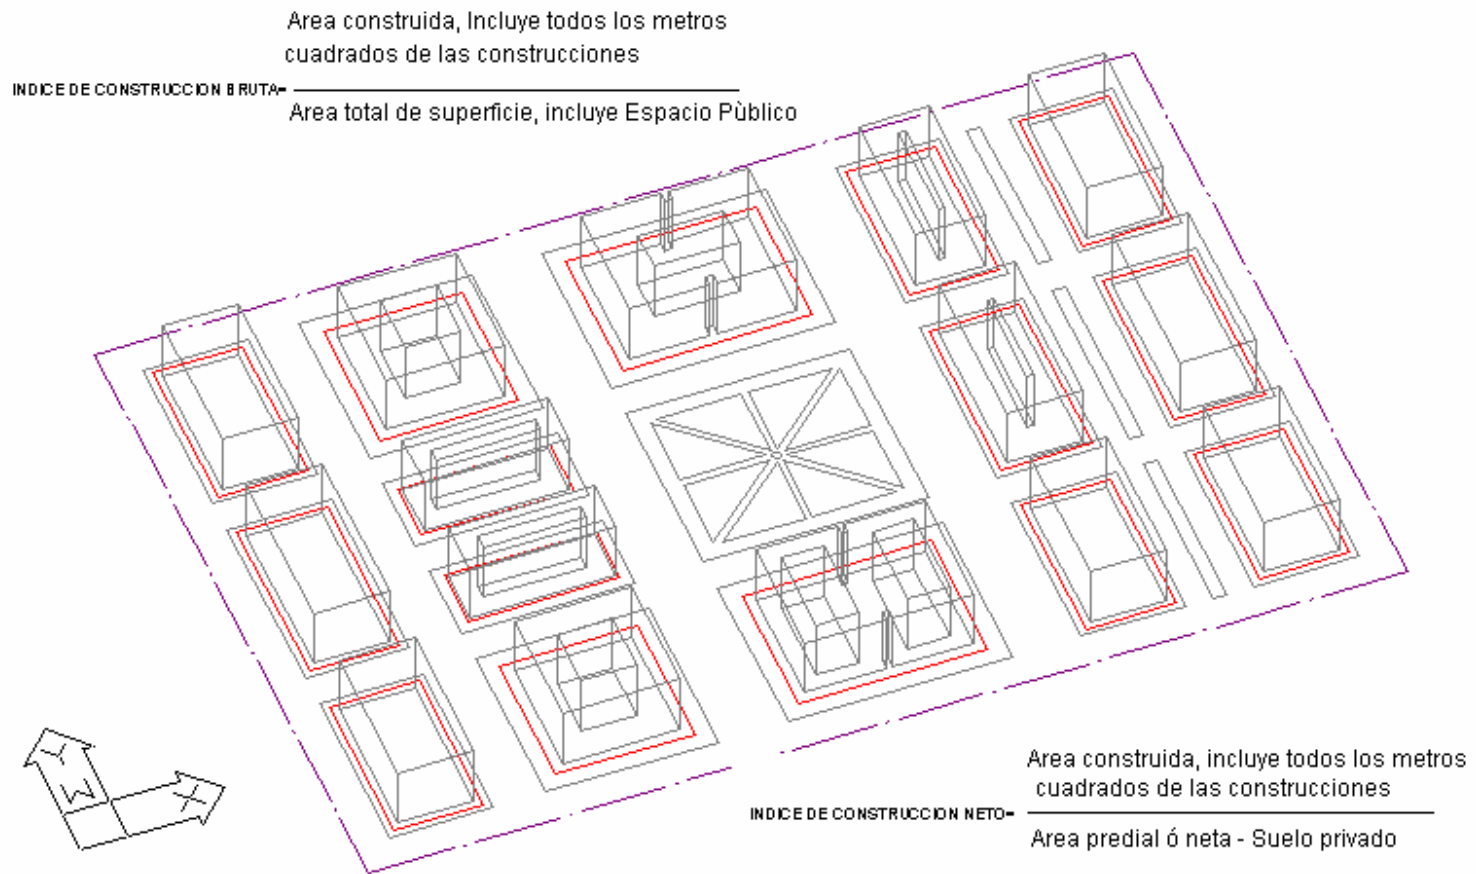 Area construida, Incluye todos los metros
cuadrados de las construcciones
INDICE DE CONSTRUCCION BRUTA=
Area total de superficie, incluye Espacio Pùblico
Y
W
X
Area construida, incluye todos los metros
cuadrados de las construcciones
INDICE DE CONSTRUCCION NETO=
Area predial ó neta - Suelo privado